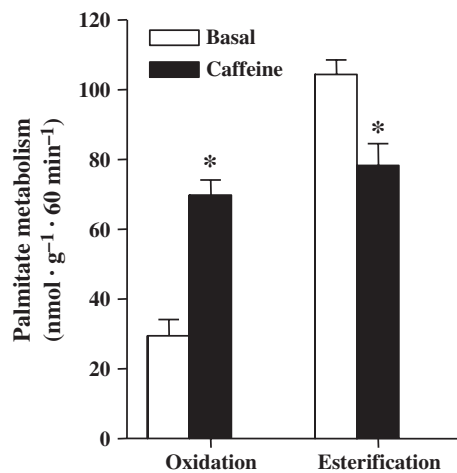 120
100
80
60
40
20
0
Palmitate metabolism
(nmol · g⁻¹ · 60 min⁻¹)
Basal
Caffeine
*
*
Oxidation
Esterification